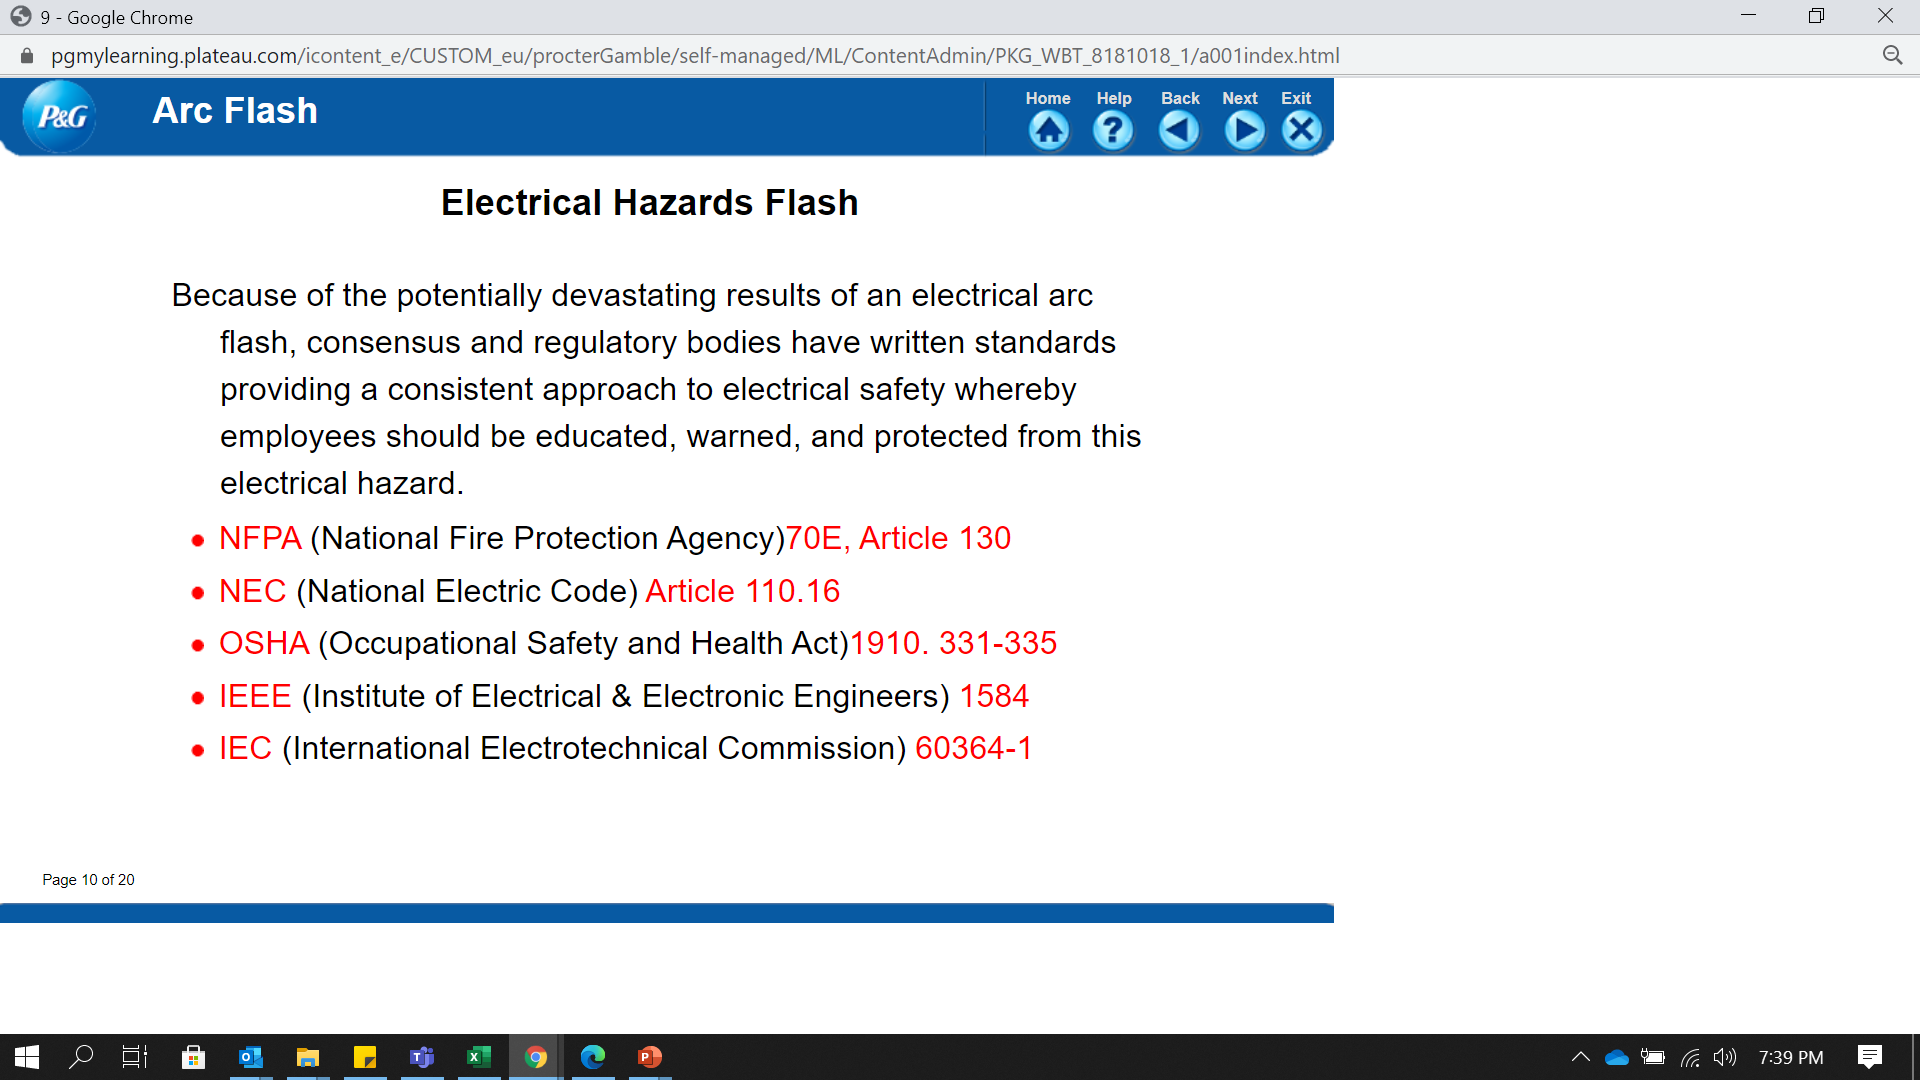 9 - Google Chrome
pgmylearning.plateau.com/icontent_e/CUSTOM_eu/procterGamble/self-managed/ML/ContentAdmin/PKG_WBT_8181018_1/a001index.html
P&G
Arc Flash
Home Help Back Next Exit
Electrical Hazards Flash
Because of the potentially devastating results of an electrical arc
flash, consensus and regulatory bodies have written standards
providing a consistent approach to electrical safety whereby
employees should be educated, warned, and protected from this
electrical hazard.
• NFPA (National Fire Protection Agency)70E, Article 130
• NEC (National Electric Code) Article 110.16
• OSHA (Occupational Safety and Health Act)1910. 331-335
• IEEE (Institute of Electrical & Electronic Engineers) 1584
• IEC (International Electrotechnical Commission) 60364-1
Page 10 of 20
7:39 PM